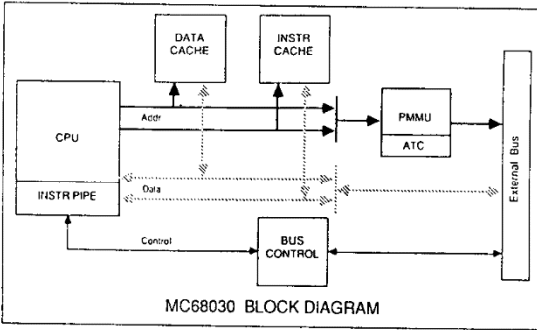 DATA
CACHE
INSTR
CACHE
CPU
Addr
PMMU
ATC
External Bus
INSTR PIPE
Data
Control
BUS
CONTROL
MC68030 BLOCK DIAGRAM